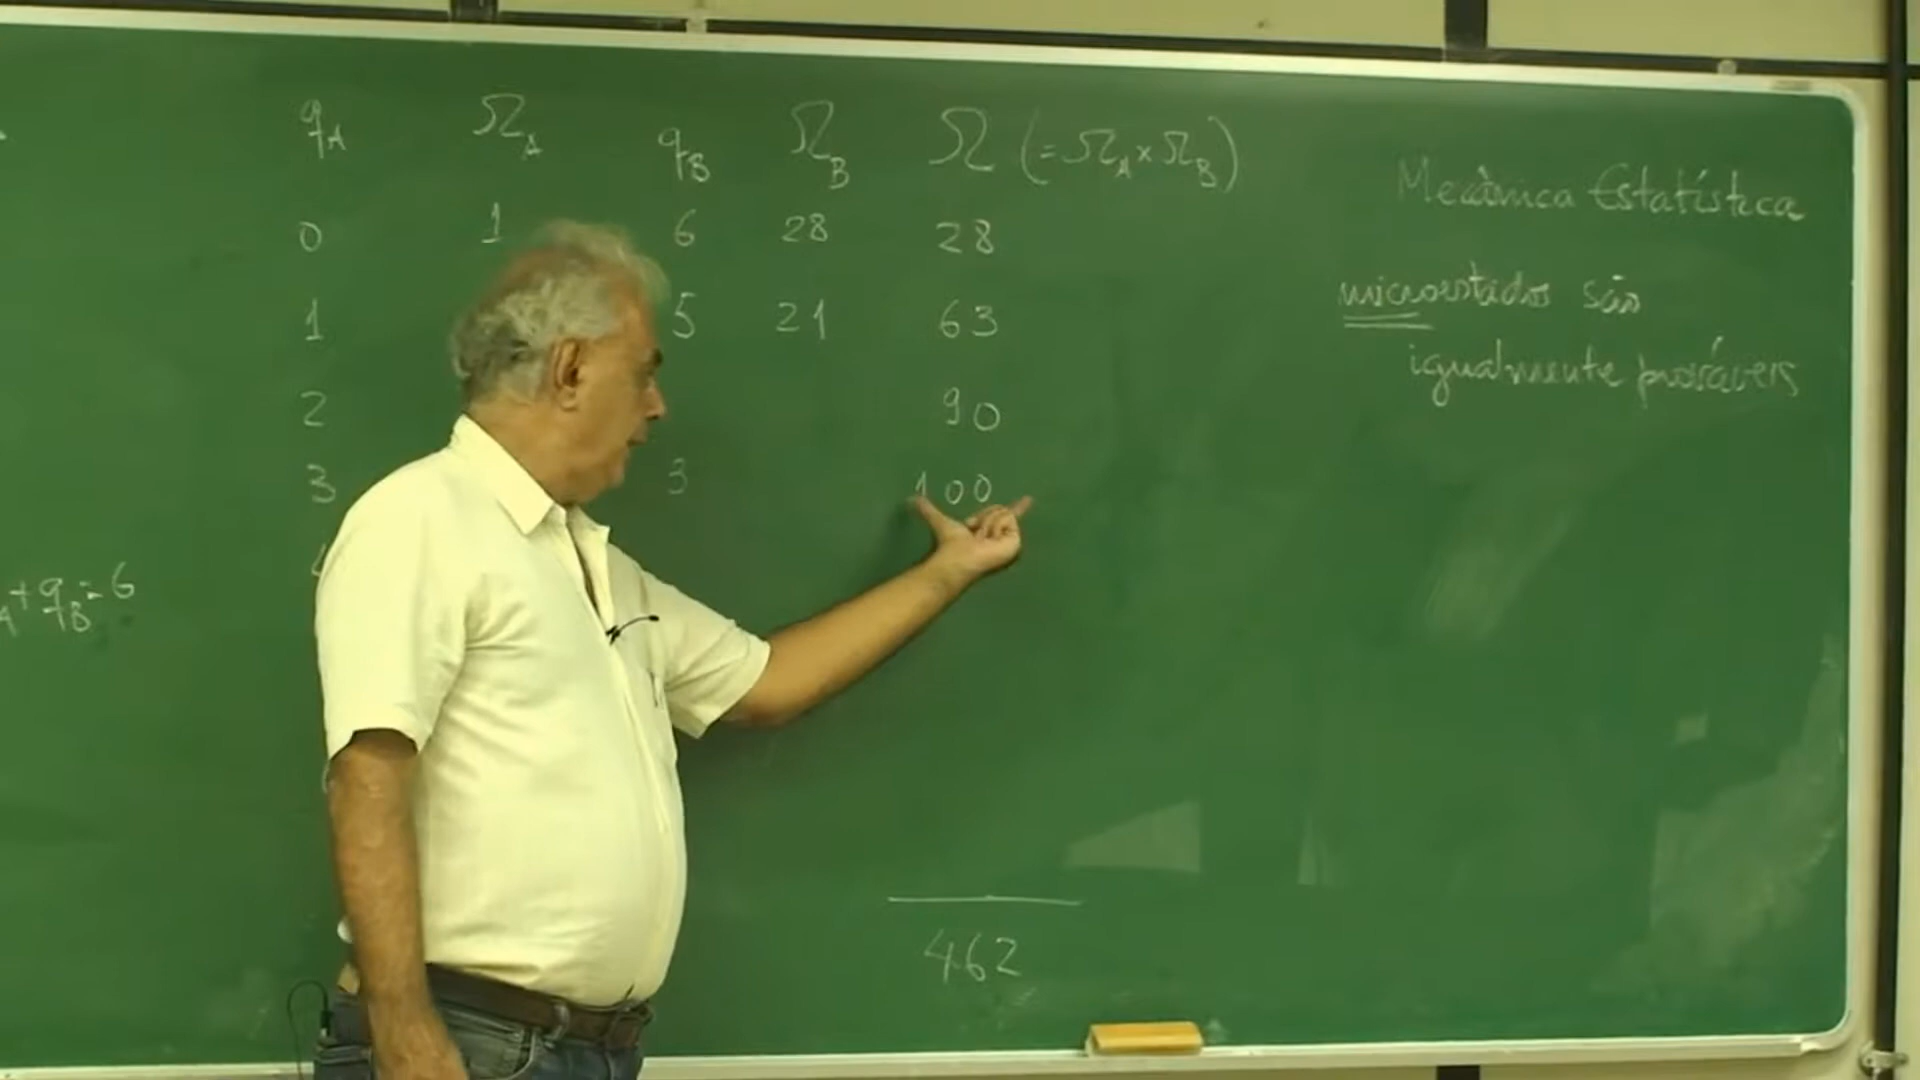 q_A Ω_A q_B Ω_B Ω (= Ω_A × Ω_B)
0 1 6 28 28
1 5 21 63
2 90
3 3 100
462
A + q_B = 6
Mecânica Estatística
microestados são
igualmente prováveis